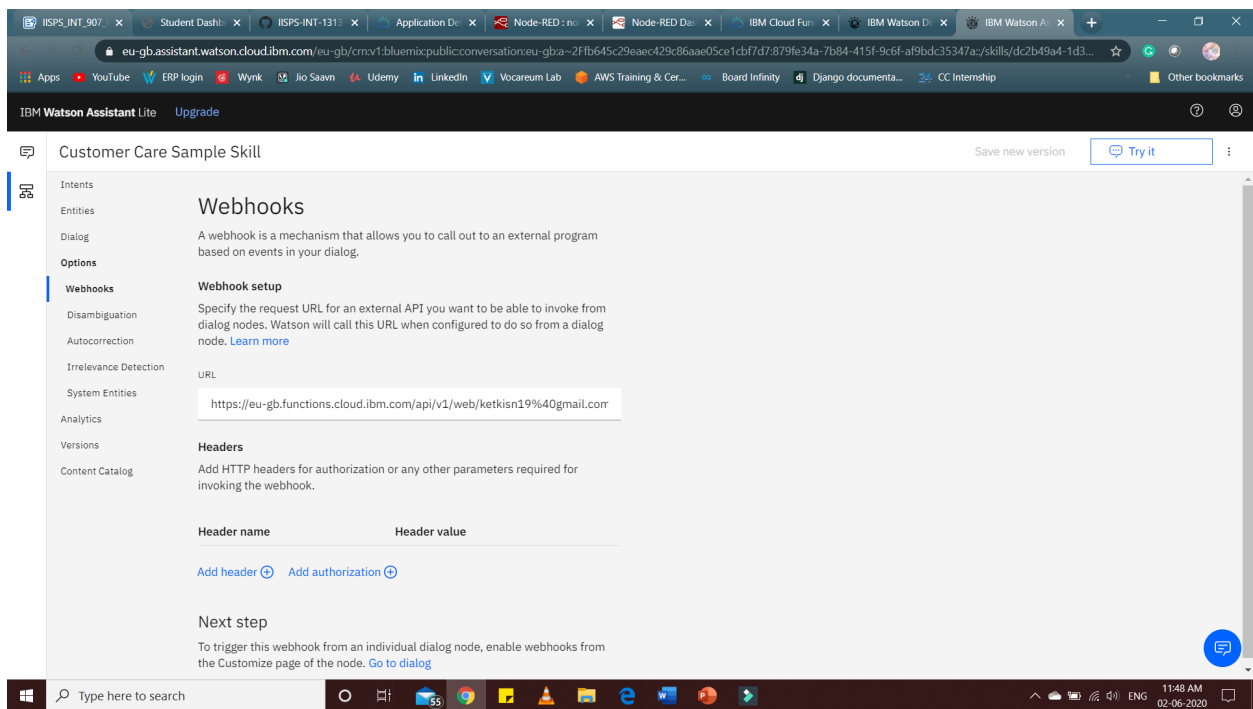 IISPS_INT_907_
Student Dashb
IISPS-INT-1313
Application De
Node-RED : no
Node-RED Das
IBM Cloud Fun
IBM Watson D
IBM Watson A
eu-gb.assistant.watson.cloud.ibm.com/eu-gb/crn:v1:bluemix:public:conversation:eu-gb:a~2Ffb645c29eaec429c86aae05ce1cbf7d7:879fe34a-7b84-415f-9c6f-af9bdc35347a::/skills/dc2b49a4-1d3...
Apps YouTube ERP login Wynk Jio Saavn Udemy LinkedIn Vocareum Lab AWS Training & Cer... Board Infinity Django documenta... CC Internship Other bookmarks
IBM Watson Assistant Lite Upgrade
Customer Care Sample Skill
Save new version
Try it
Intents
Entities
Dialog
Options
Webhooks
Disambiguation
Autocorrection
Irrelevance Detection
System Entities
Analytics
Versions
Content Catalog
Webhooks
A webhook is a mechanism that allows you to call out to an external program
based on events in your dialog.
Webhook setup
Specify the request URL for an external API you want to be able to invoke from
dialog nodes. Watson will call this URL when configured to do so from a dialog
node. Learn more
URL
https://eu-gb.functions.cloud.ibm.com/api/v1/web/ketkisn19%40gmail.com
Headers
Add HTTP headers for authorization or any other parameters required for
invoking the webhook.
Header name Header value
Add header Add authorization
Next step
To trigger this webhook from an individual dialog node, enable webhooks from
the Customize page of the node. Go to dialog
Type here to search
55
ENG
11:48 AM
02-06-2020